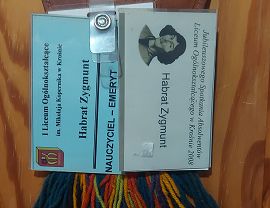 I Liceum Ogólnokształcące
im. Mikołaja Kopernika w Krośnie
Habrat Zygmunt
NAUCZYCIEL – EMERYT
Habrat Zygmunt
Jubileuszowego Spotkania Absolwentów
Liceum Ogólnokształcącego w Krośnie 2008